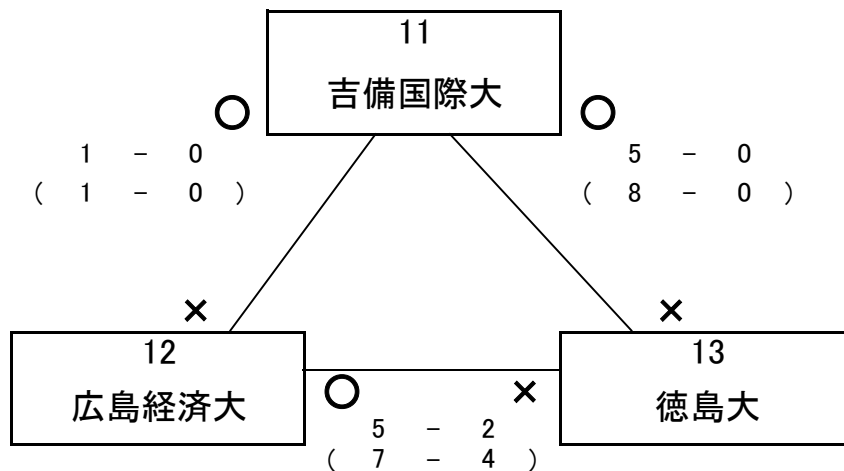 11
吉備国際大
○ ○
1 － 0
( 1 － 0 )
5 － 0
( 8 － 0 )
× ×
12
広島経済大
13
徳島大
○ ×
5 － 2
( 7 － 4 )